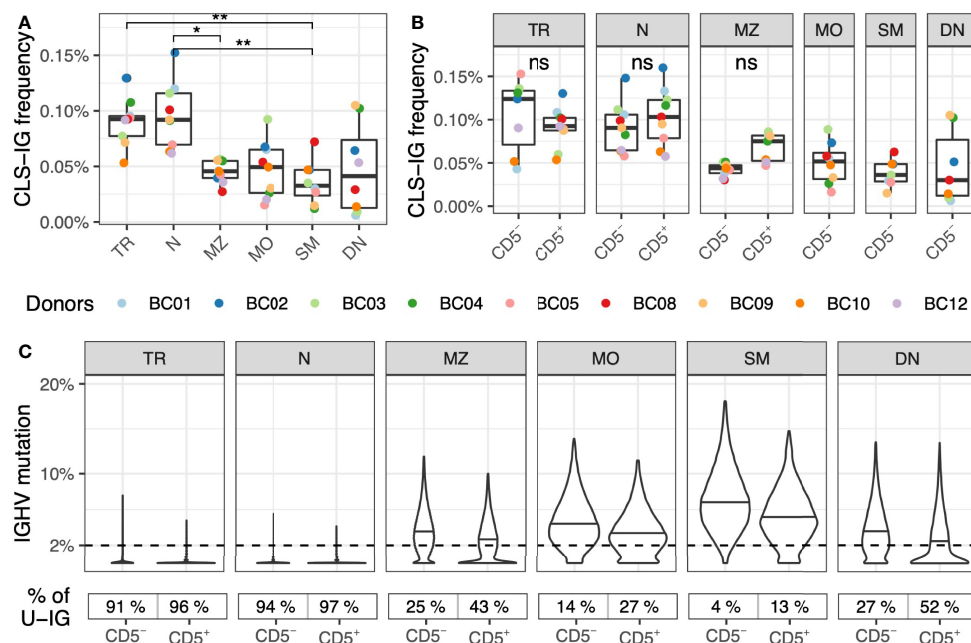 A
CLS–IG frequency
0.15%
0.10%
0.05%
0.00%
**
*
**
TR N MZ MO SM DN
B
CLS–IG frequency
0.15%
0.10%
0.05%
0.00%
TR N MZ MO SM DN
ns ns ns
CD5⁻ CD5⁺ CD5⁻ CD5⁺ CD5⁻ CD5⁺ CD5⁻ CD5⁻ CD5⁻
Donors BC01 BC02 BC03 BC04 BC05 BC08 BC09 BC10 BC12
C
IGHV mutation
20%
10%
2%
TR N MZ MO SM DN
% of
U–IG
91 % 96 % 94 % 97 % 25 % 43 % 14 % 27 % 4 % 13 % 27 % 52 %
CD5⁻ CD5⁺ CD5⁻ CD5⁺ CD5⁻ CD5⁺ CD5⁻ CD5⁺ CD5⁻ CD5⁺ CD5⁻ CD5⁺